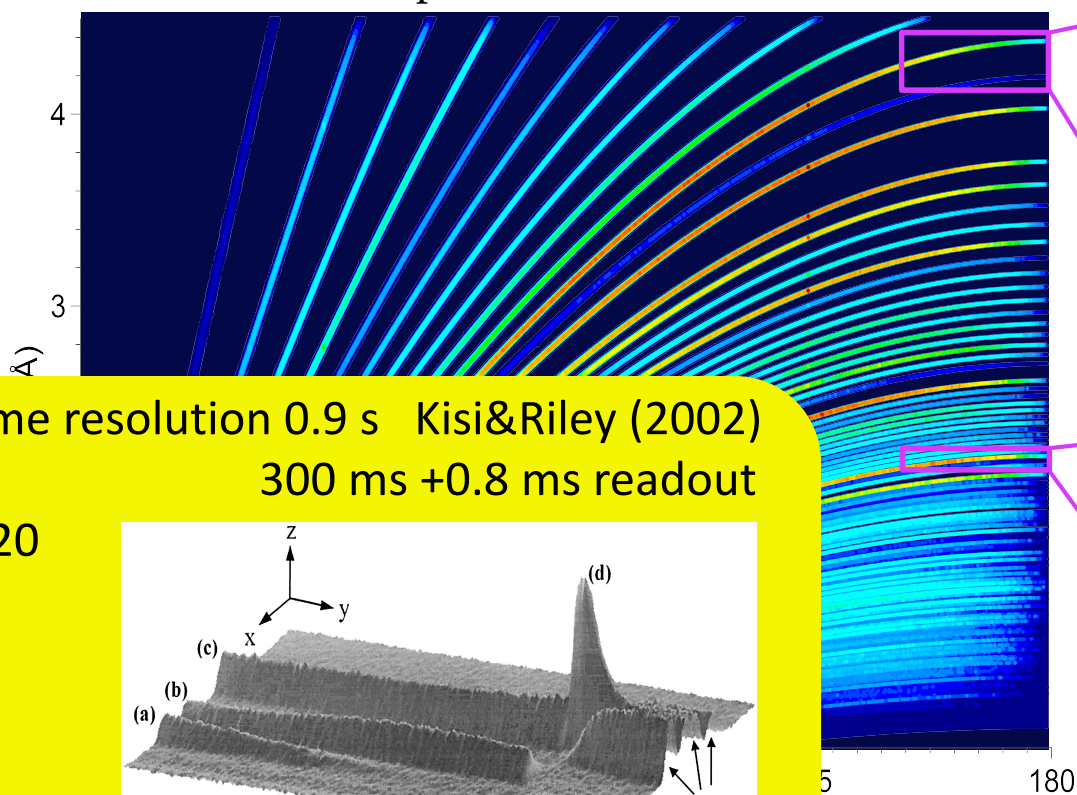 4
3
Å)
me resolution 0.9 s Kisi&Riley (2002)
300 ms +0.8 ms readout
20
z
(d)
y
x
(c)
(b)
(a)
5
180